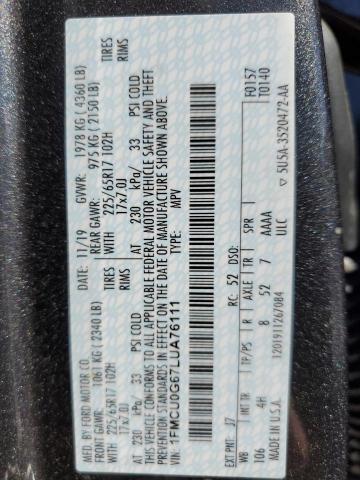 MFD. BY FORD MOTOR CO.
DATE: 11/19 GVWR: 1978 KG ( 4360 LB)
FRONT GAWR: 1061 KG ( 2340 LB) REAR GAWR: 975 KG ( 2150 LB)
WITH 225/65R17 102H TIRES WITH 225/65R17 102H TIRES
17x7.0J RIMS
AT 230 kPa/ 33 PSI COLD AT 230 kPa/ 33 PSI COLD
THIS VEHICLE CONFORMS TO ALL APPLICABLE FEDERAL MOTOR VEHICLE SAFETY AND THEFT
PREVENTION STANDARDS IN EFFECT ON THE DATE OF MANUFACTURE SHOWN ABOVE.
VIN: 1FMCU0G67LUA76111
TYPE: MPV
F0157
T0140
EXT PNT: J7 RC: 52 DSO:
WB INT TR TP/PS R AXLE TR SPR
106 4H 8 52 7 AAAA
ULC
MADE IN U.S.A. 1201911267084 ▽ 5U5A-3520472-AA